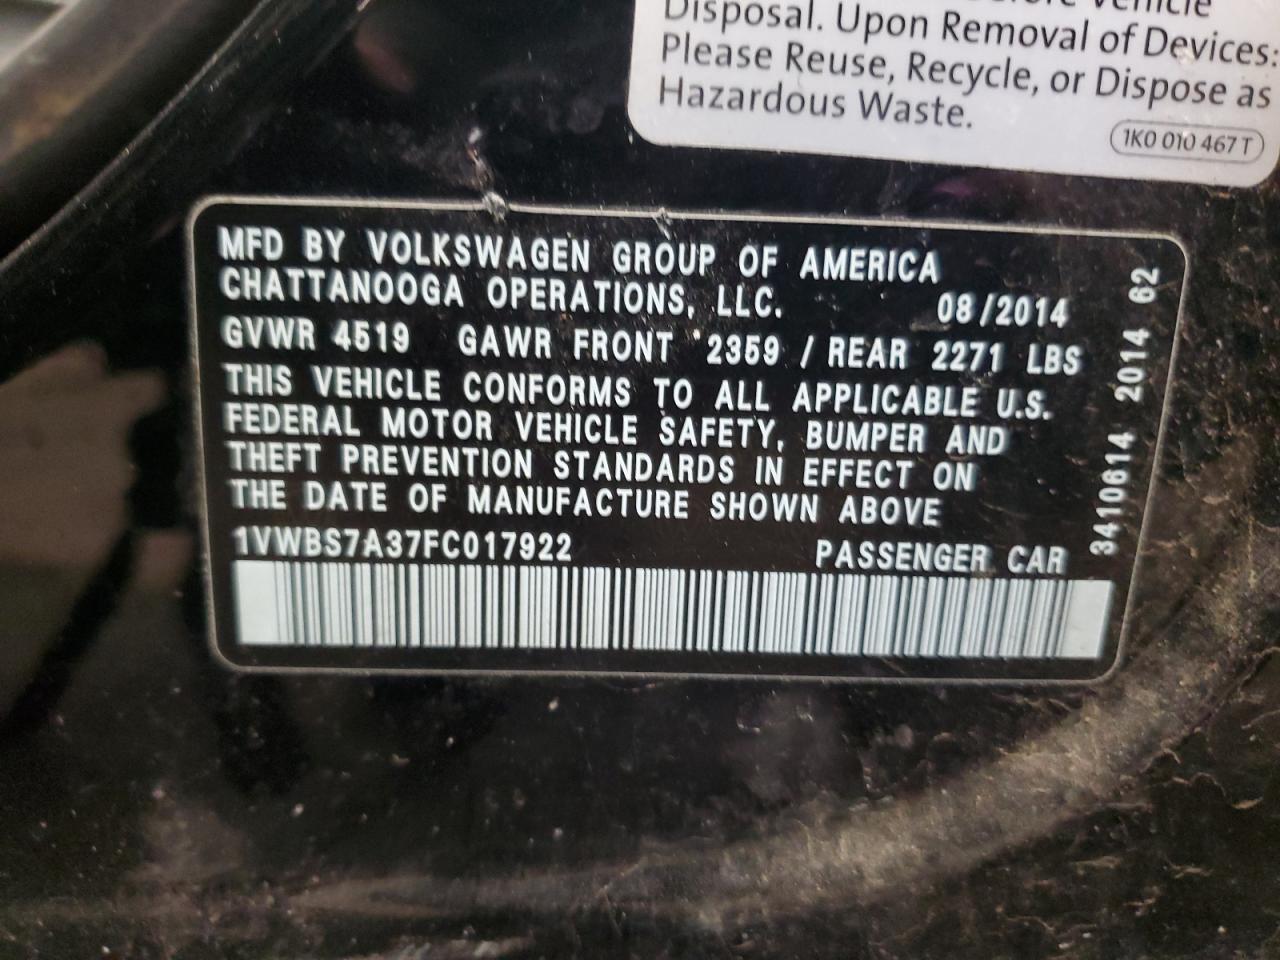 Before Vehicle
Disposal. Upon Removal of Devices:
Please Reuse, Recycle, or Dispose as
Hazardous Waste.
1K0 010 467 T
MFD BY VOLKSWAGEN GROUP OF AMERICA
CHATTANOOGA OPERATIONS, LLC. 08/2014
GVWR 4519 GAWR FRONT 2359 / REAR 2271 LBS
THIS VEHICLE CONFORMS TO ALL APPLICABLE U.S.
FEDERAL MOTOR VEHICLE SAFETY, BUMPER AND
THEFT PREVENTION STANDARDS IN EFFECT ON
THE DATE OF MANUFACTURE SHOWN ABOVE
1VWBS7A37FC017922 PASSENGER CAR
3410614 2014 62